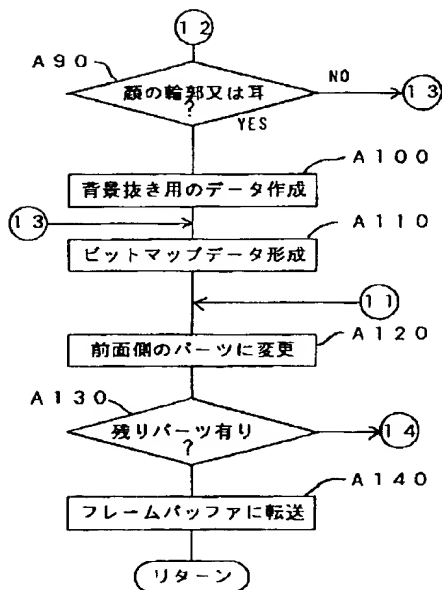 12
A90
顔の輪郭又は耳
?
NO
13
YES
A100
背景抜き用のデータ作成
13
A110
ビットマップデータ形成
11
A120
前面側のパーツに変更
A130
残りパーツ有り
?
14
A140
フレームバッファに転送
リターン